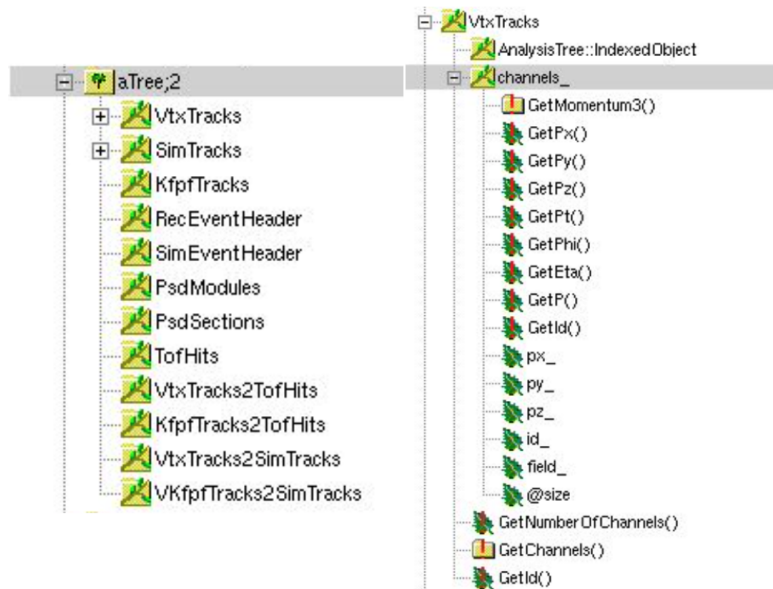 aTree;2
VtxTracks
SimTracks
KfpfTracks
RecEventHeader
SimEventHeader
PsdModules
PsdSections
TofHits
VtxTracks2TofHits
KfpfTracks2TofHits
VtxTracks2SimTracks
VKfpfTracks2SimTracks
VtxTracks
AnalysisTree::IndexedObject
channels_
GetMomentum3()
GetPx()
GetPy()
GetPz()
GetPt()
GetPhi()
GetEta()
GetP()
GetId()
px_
py_
pz_
id_
field_
@size
GetNumberOfChannels()
GetChannels()
GetId()